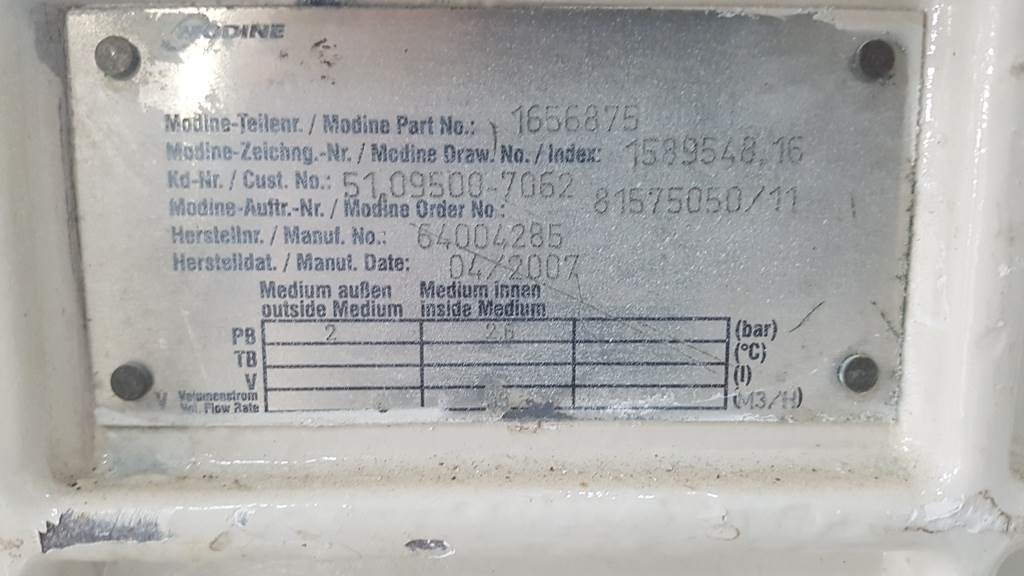 MODINE
Modine-Teilenr. / Modine Part No.: 1656875
Modine-Zeichng.-Nr. / Modine Draw. No. / Index: 1589548.16
Kd-Nr. / Cust. No.: 51.09500-7062
Modine-Auftr.-Nr. / Modine Order No.: 81575050/11
Herstellnr. / Manuf. No.: 64004285
Herstelldat. / Manuf. Date: 04/2007
Medium außen Medium innen
outside Medium inside Medium
PB 2 2.6 (bar)
TB (°C)
V (l)
V Volumenstrom
Vol. Flow Rate (M3/H)